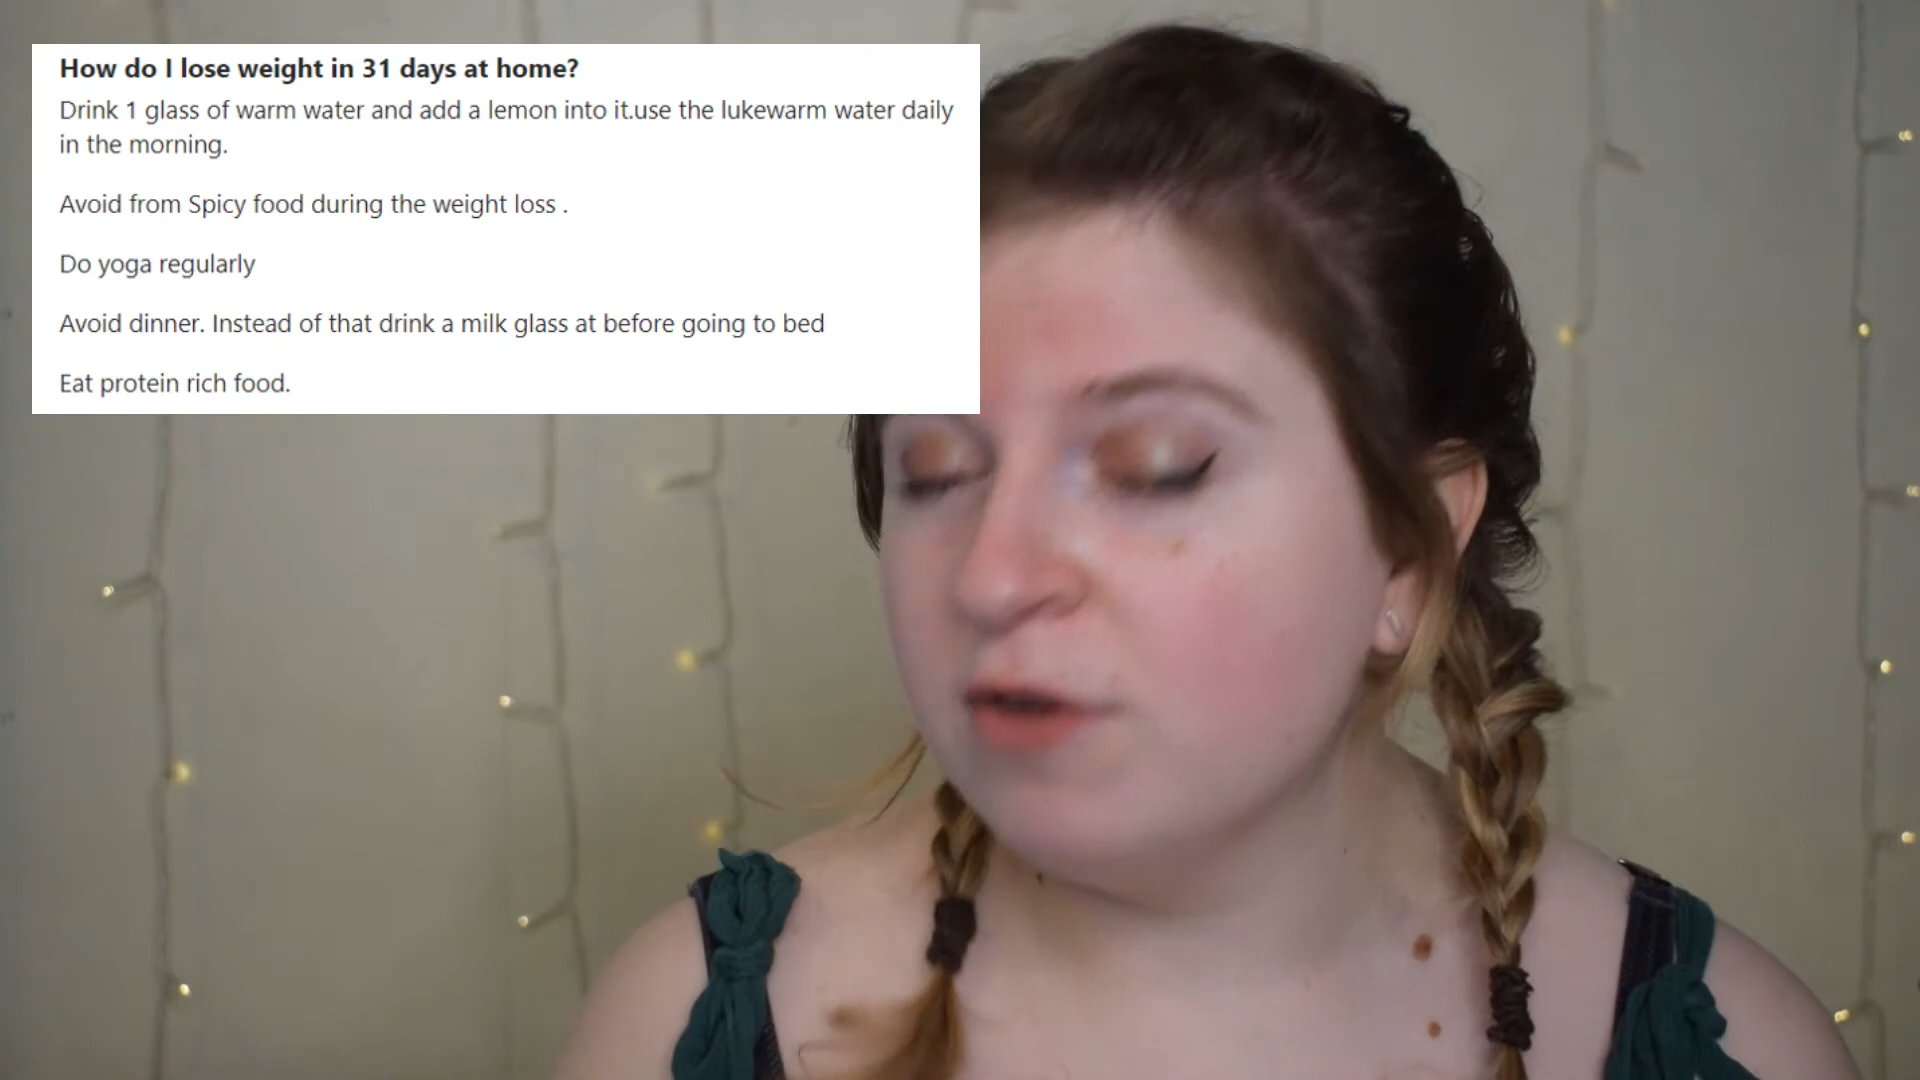 How do I lose weight in 31 days at home?
Drink 1 glass of warm water and add a lemon into it.use the lukewarm water daily
in the morning.
Avoid from Spicy food during the weight loss .
Do yoga regularly
Avoid dinner. Instead of that drink a milk glass at before going to bed
Eat protein rich food.